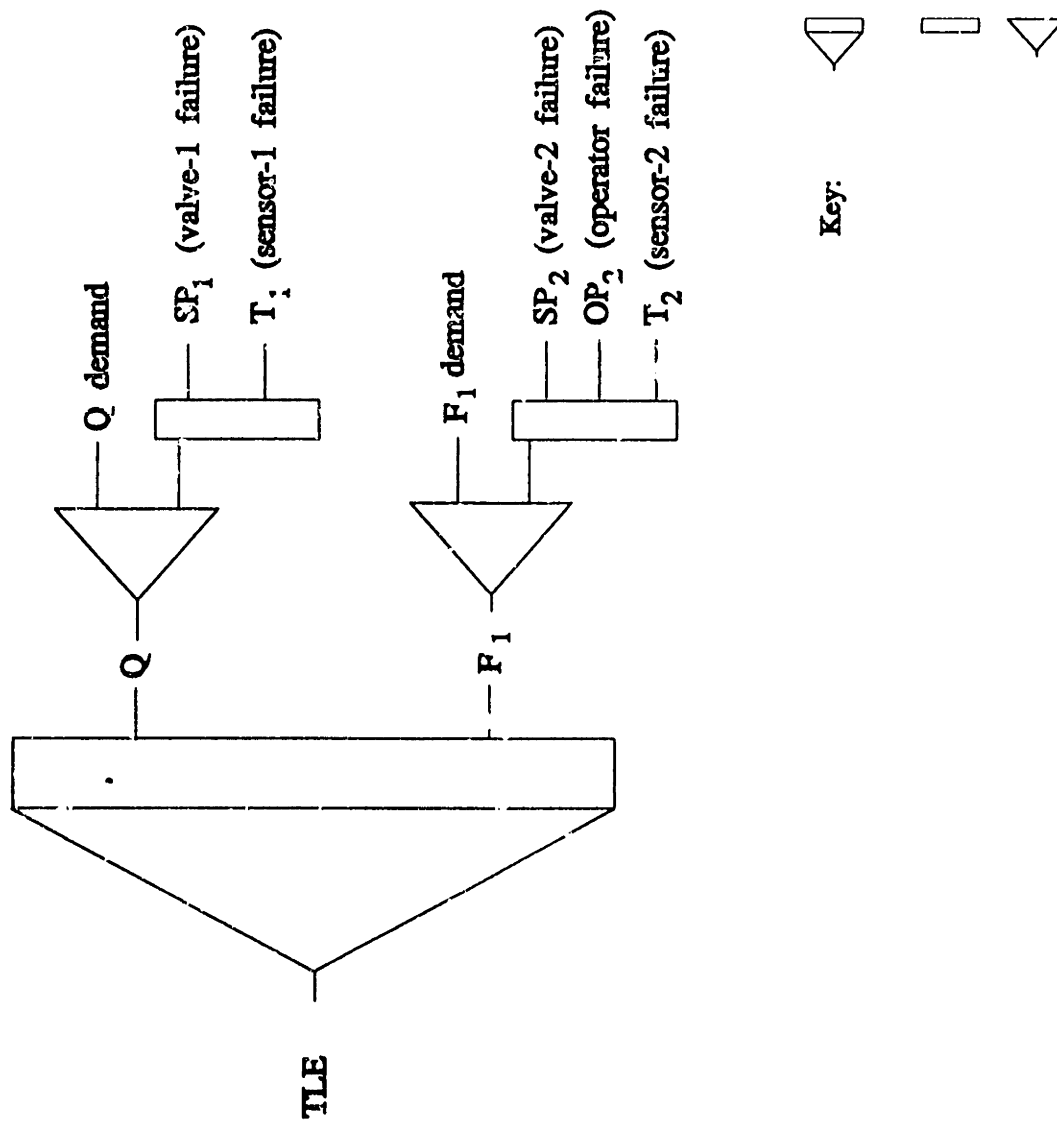 TLE
Q
F1
Q demand
SP1 (valve-1 failure)
T1 (sensor-1 failure)
F1 demand
SP2 (valve-2 failure)
OP2 (operator failure)
T2 (sensor-2 failure)
Key: